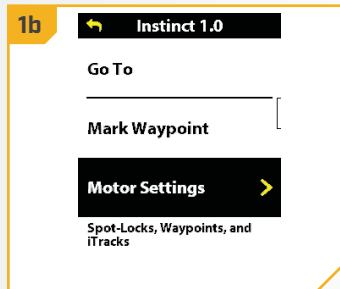 1b
Instinct 1.0
Go To
Mark Waypoint
Motor Settings
Spot-Locks, Waypoints, and
iTracks